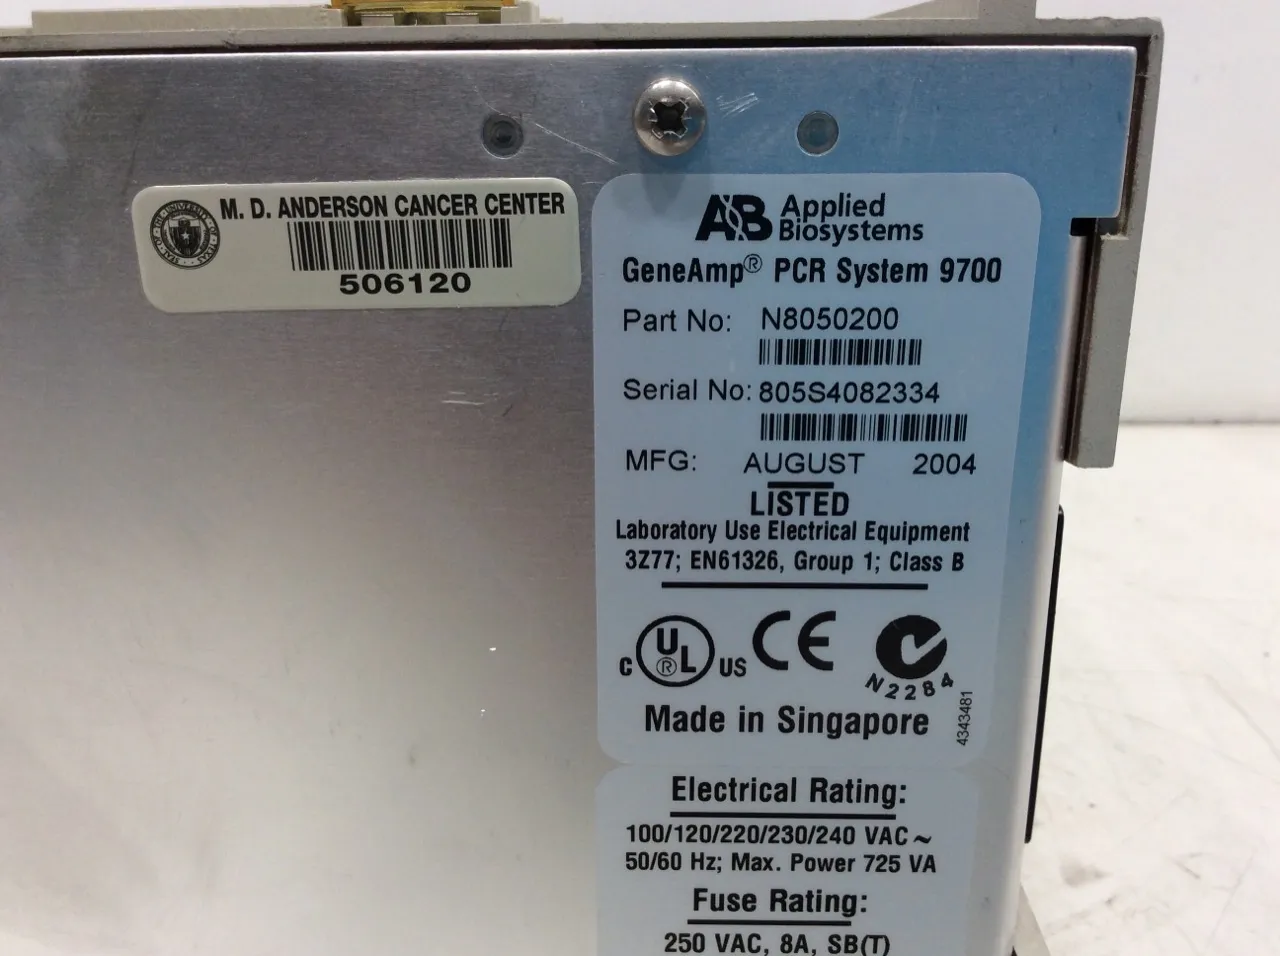 M. D. ANDERSON CANCER CENTER
506120
AB Applied
Biosystems
GeneAmp® PCR System 9700
Part No: N8050200
Serial No: 805S4082334
MFG: AUGUST 2004
LISTED
Laboratory Use Electrical Equipment
3Z77; EN61326, Group 1; Class B
C UL® US CE
N2284
Made in Singapore
4343481
Electrical Rating:
100/120/220/230/240 VAC ~
50/60 Hz; Max. Power 725 VA
Fuse Rating:
250 VAC, 8A, SB(T)